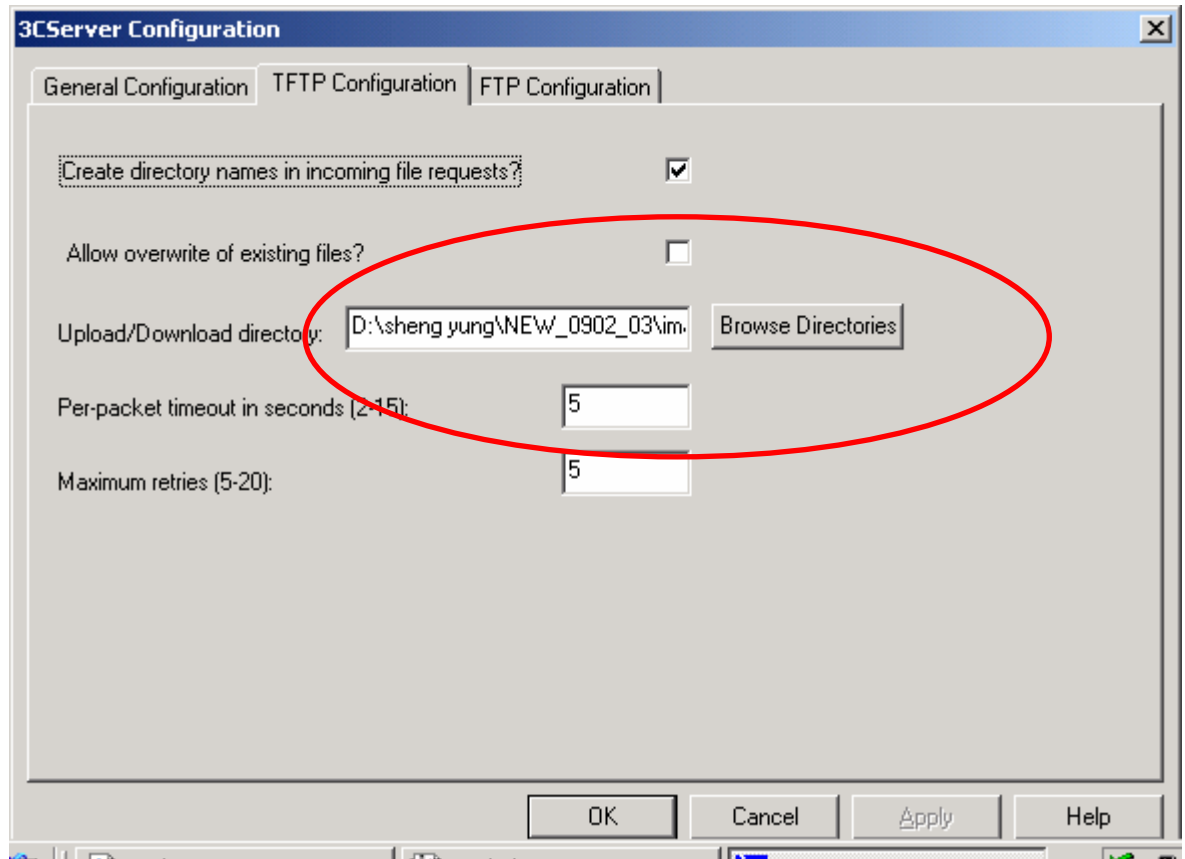 3CServer Configuration
General Configuration TFTP Configuration FTP Configuration
Create directory names in incoming file requests?
Allow overwrite of existing files?
Upload/Download directory: D:\sheng yung\NEW_0902_03\im Browse Directories
Per-packet timeout in seconds (2-15): 5
Maximum retries (5-20): 5
OK Cancel Apply Help